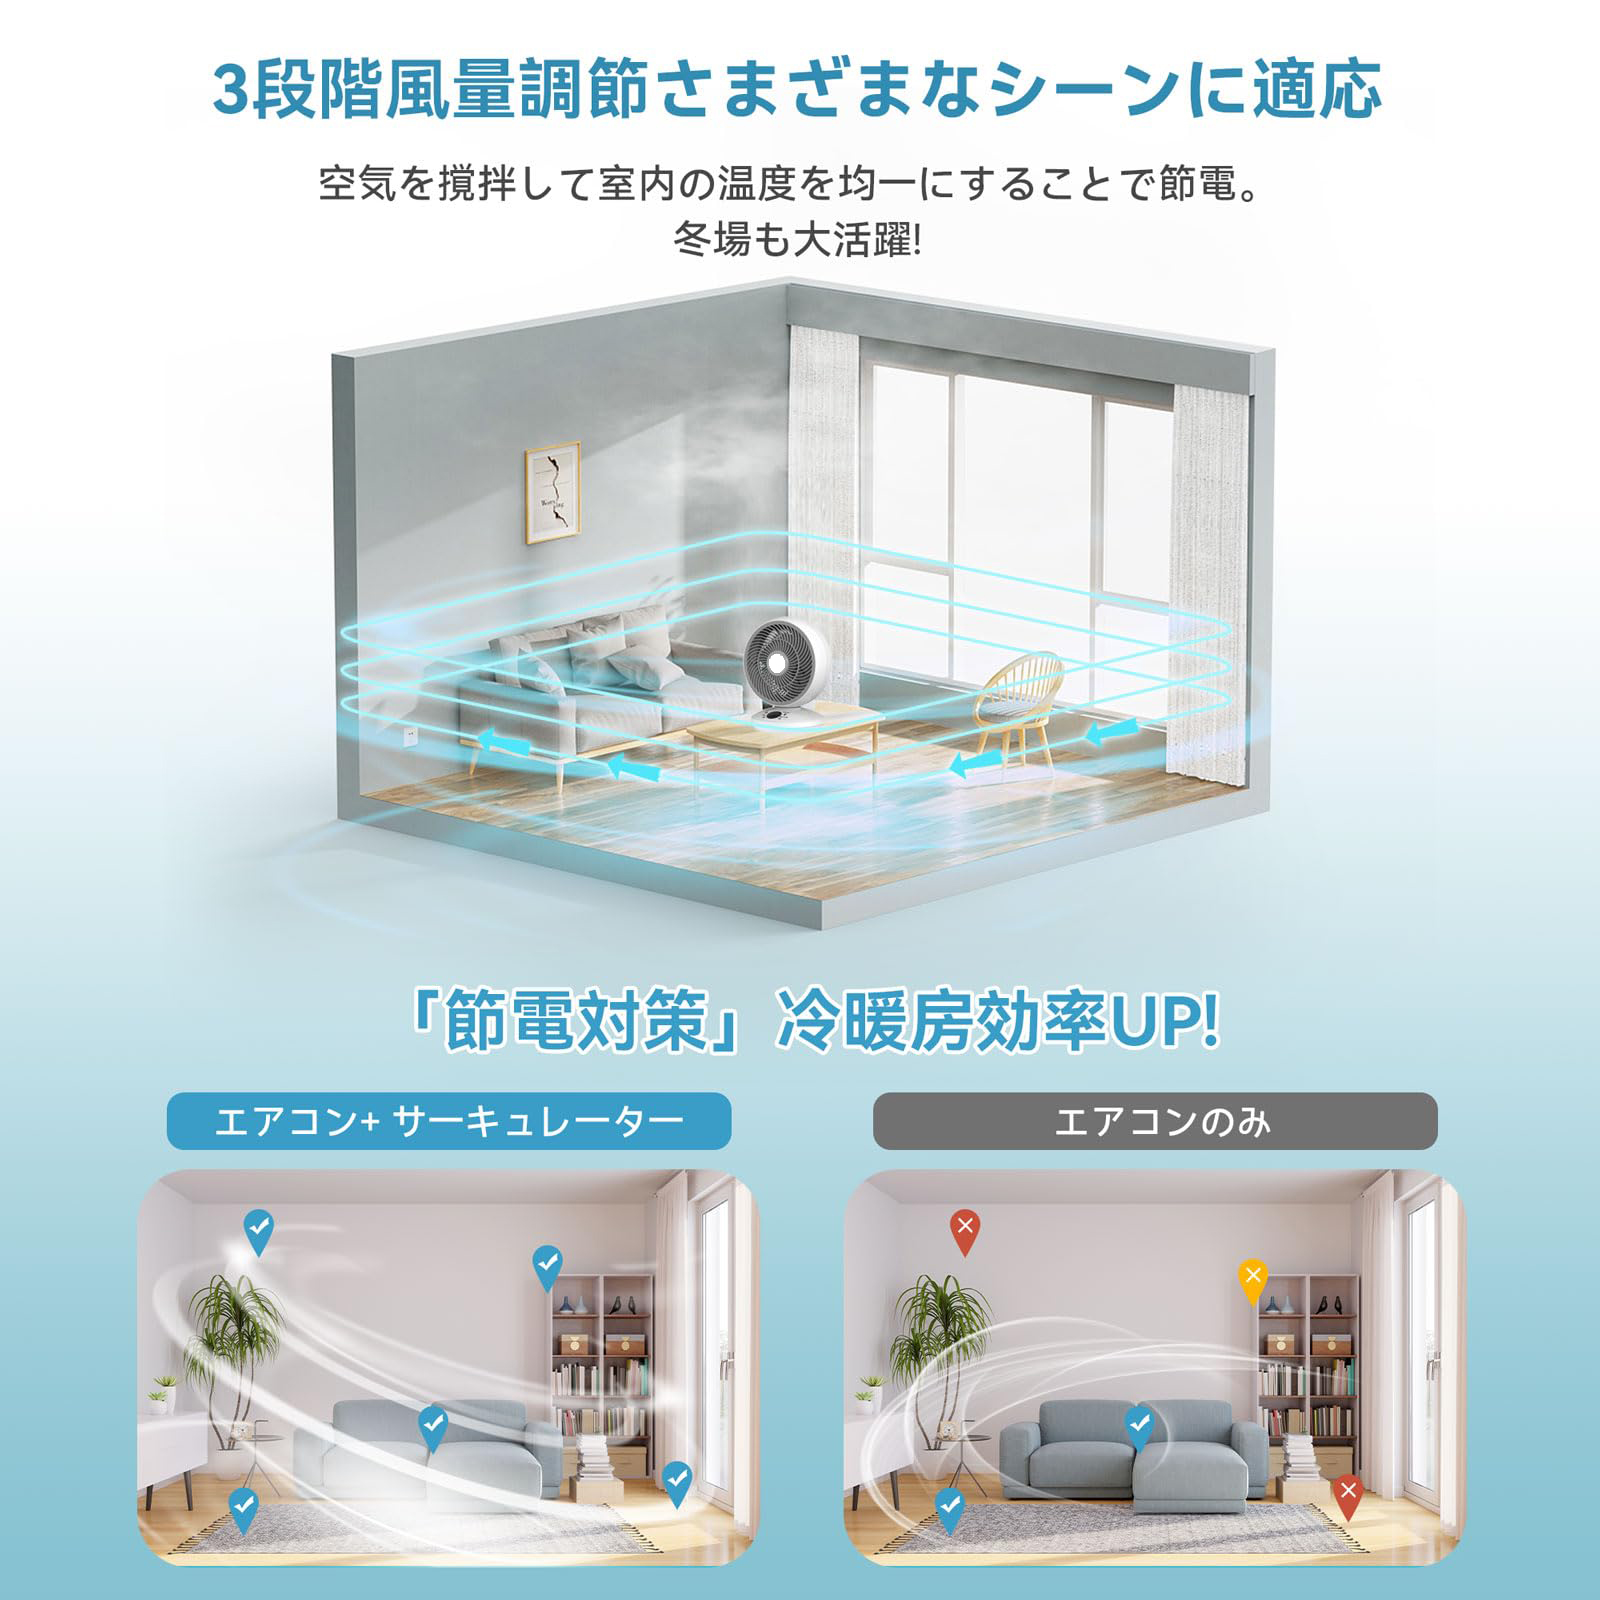 3段階風量調節さまざまなシーンに適応
空気を撹拌して室内の温度を均一にすることで節電。
冬場も大活躍!
「節電対策」冷暖房効率UP!
エアコン+ サーキュレーター
エアコンのみ